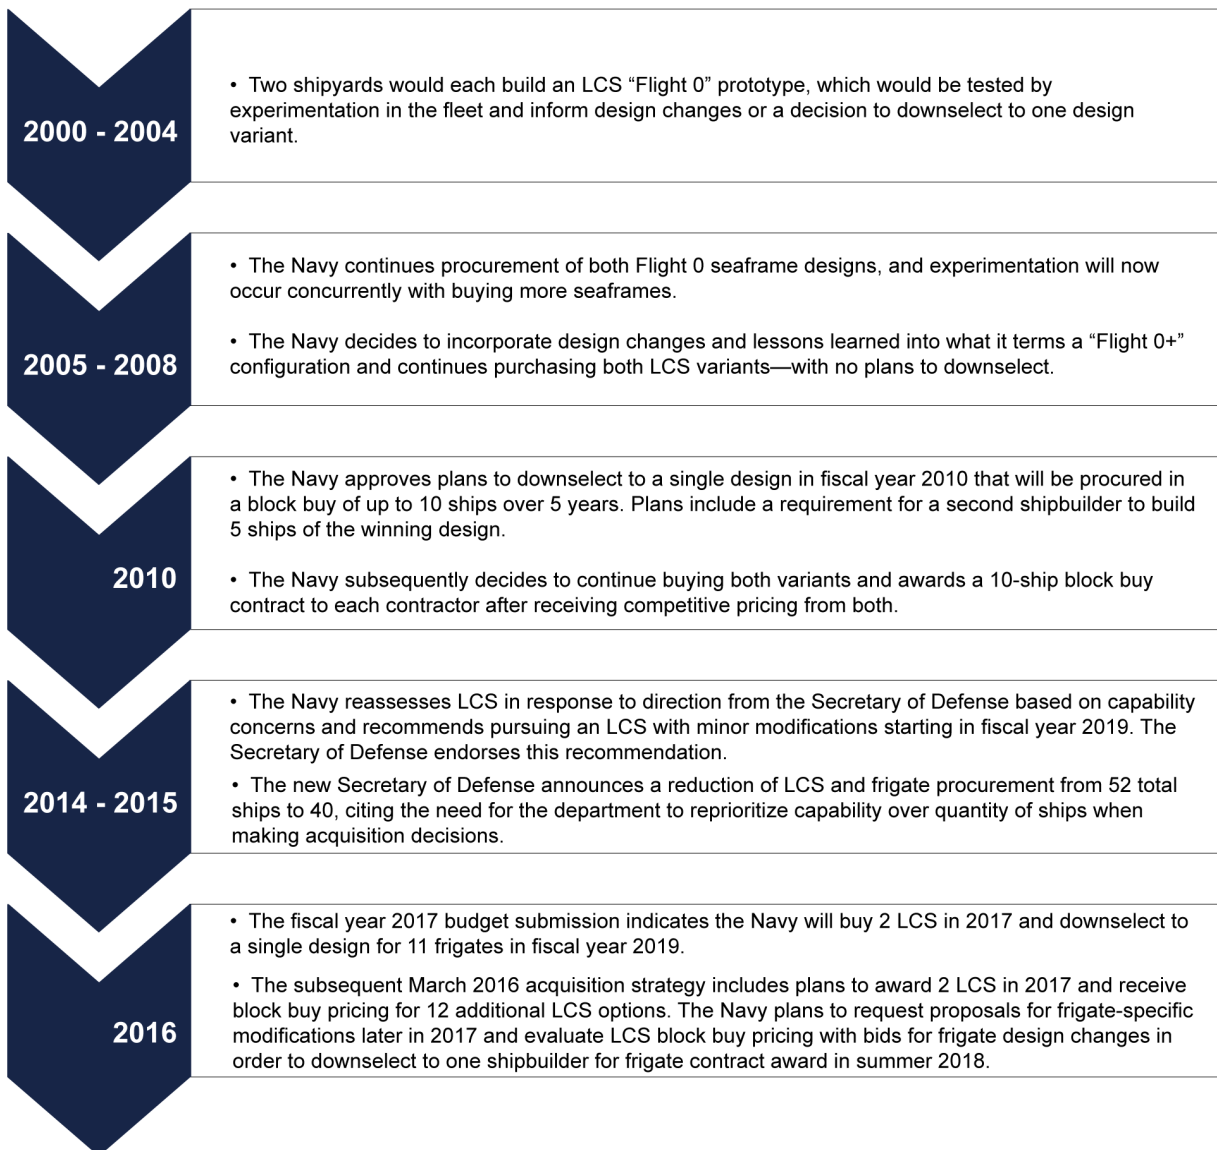 2000 - 2004
• Two shipyards would each build an LCS “Flight 0” prototype, which would be tested by
experimentation in the fleet and inform design changes or a decision to downselect to one design
variant.
2005 - 2008
• The Navy continues procurement of both Flight 0 seaframe designs, and experimentation will now
occur concurrently with buying more seaframes.
• The Navy decides to incorporate design changes and lessons learned into what it terms a “Flight 0+”
configuration and continues purchasing both LCS variants—with no plans to downselect.
2010
• The Navy approves plans to downselect to a single design in fiscal year 2010 that will be procured in
a block buy of up to 10 ships over 5 years. Plans include a requirement for a second shipbuilder to build
5 ships of the winning design.
• The Navy subsequently decides to continue buying both variants and awards a 10-ship block buy
contract to each contractor after receiving competitive pricing from both.
2014 - 2015
• The Navy reassesses LCS in response to direction from the Secretary of Defense based on capability
concerns and recommends pursuing an LCS with minor modifications starting in fiscal year 2019. The
Secretary of Defense endorses this recommendation.
• The new Secretary of Defense announces a reduction of LCS and frigate procurement from 52 total
ships to 40, citing the need for the department to reprioritize capability over quantity of ships when
making acquisition decisions.
2016
• The fiscal year 2017 budget submission indicates the Navy will buy 2 LCS in 2017 and downselect to
a single design for 11 frigates in fiscal year 2019.
• The subsequent March 2016 acquisition strategy includes plans to award 2 LCS in 2017 and receive
block buy pricing for 12 additional LCS options. The Navy plans to request proposals for frigate-specific
modifications later in 2017 and evaluate LCS block buy pricing with bids for frigate design changes in
order to downselect to one shipbuilder for frigate contract award in summer 2018.